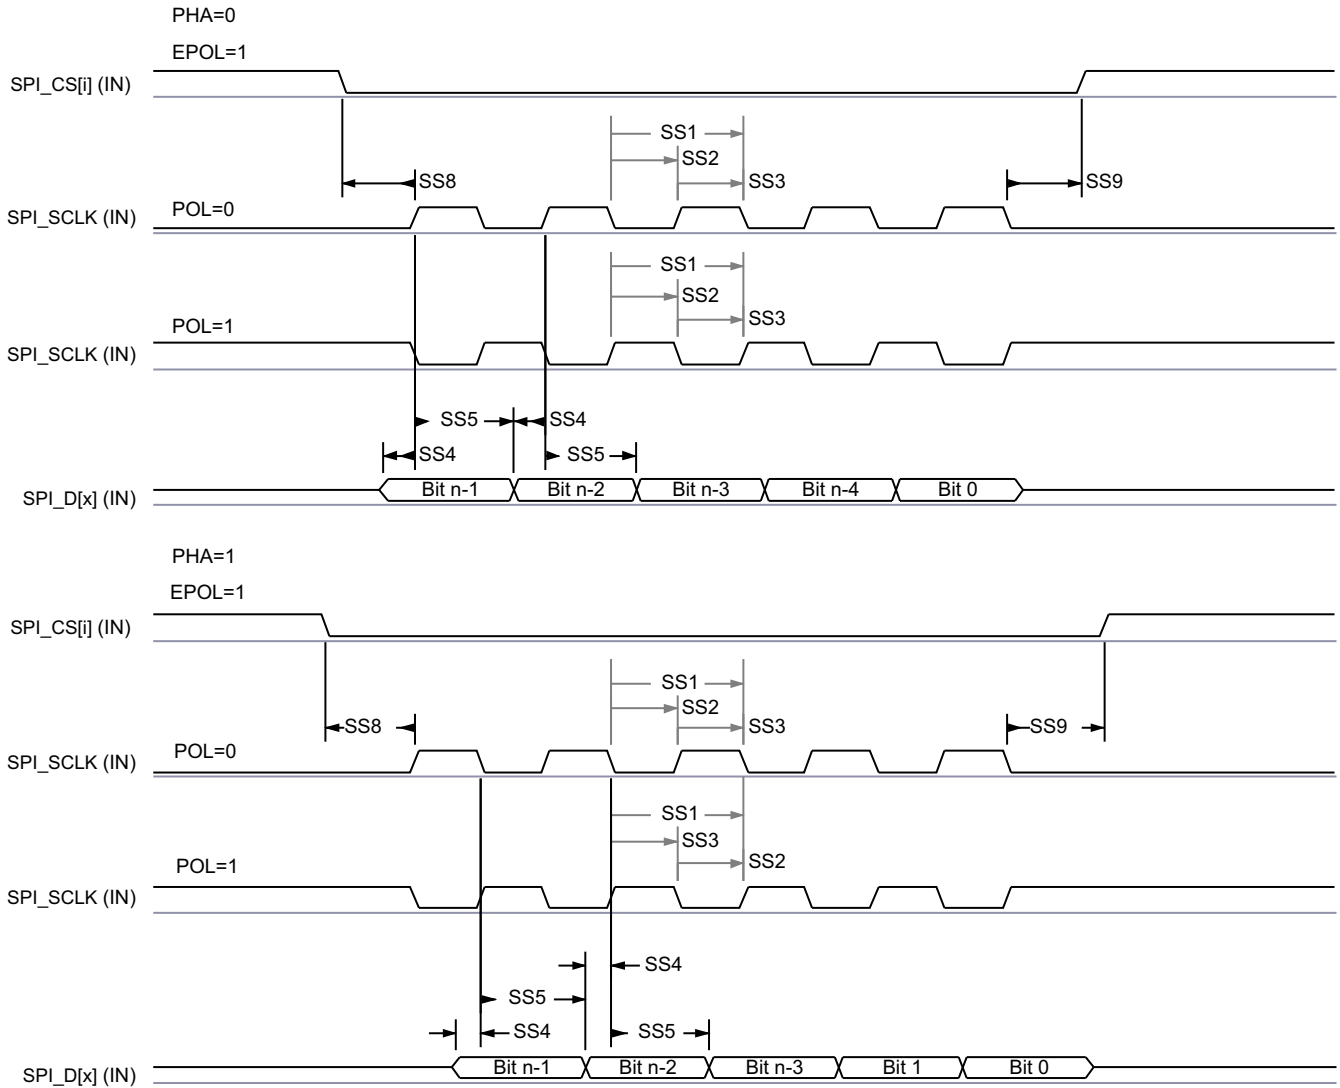 PHA=0
EPOL=1
SPI_CS[i] (IN)
SS1
SS2
SS8
SS3
SS9
POL=0
SPI_SCLK (IN)
SS1
SS2
SS3
POL=1
SPI_SCLK (IN)
SS5
SS4
SS4
SS5
Bit n-1
Bit n-2
Bit n-3
Bit n-4
Bit 0
SPI_D[x] (IN)
PHA=1
EPOL=1
SPI_CS[i] (IN)
SS1
SS2
SS8
SS3
SS9
POL=0
SPI_SCLK (IN)
SS1
SS3
SS2
POL=1
SPI_SCLK (IN)
SS4
SS5
SS4
SS5
Bit n-1
Bit n-2
Bit n-3
Bit 1
Bit 0
SPI_D[x] (IN)